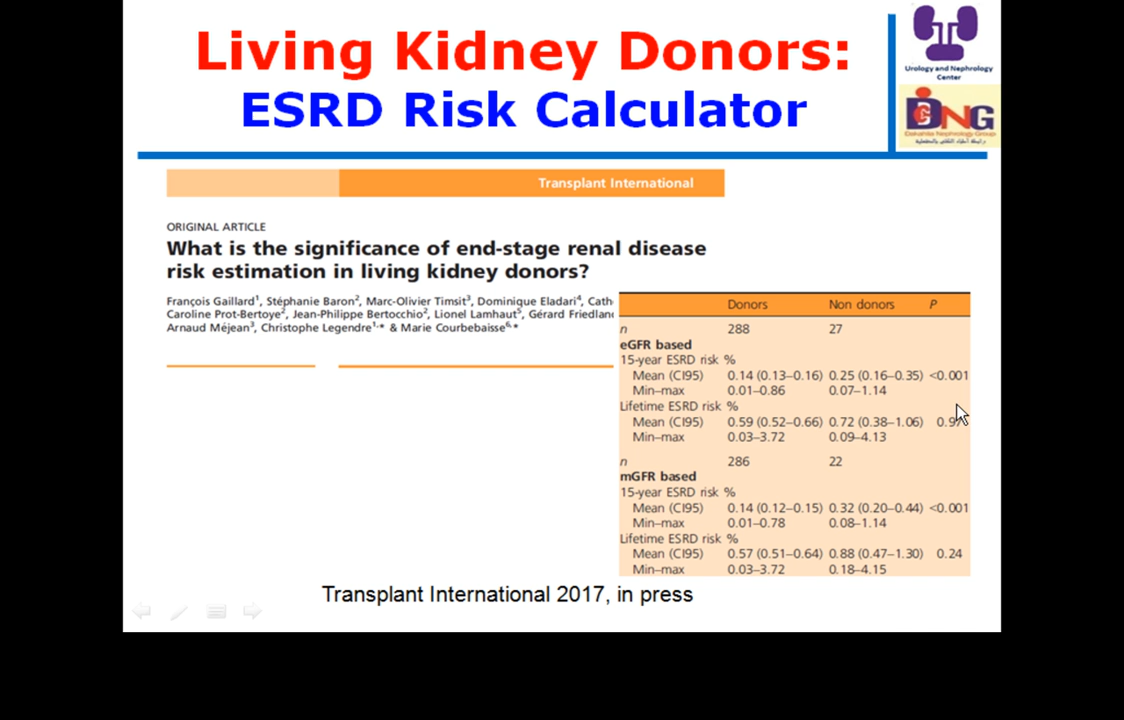 Living Kidney Donors:
ESRD Risk Calculator
Urology and Nephrology
Center
DNG
Dakahlia Nephrology Group
Transplant International
ORIGINAL ARTICLE
What is the significance of end-stage renal disease
risk estimation in living kidney donors?
François Gaillard1, Stéphanie Baron2, Marc-Olivier Timsit3, Dominique Eladari4, Cath
Caroline Prot-Bertoye2, Jean-Philippe Bertocchio2, Lionel Lamhaut5, Gérard Friedlan
Arnaud Méjean3, Christophe Legendre1,* & Marie Courbebaisse6,*
Donors Non donors P
n 288 27
eGFR based
15-year ESRD risk %
Mean (CI95) 0.14 (0.13–0.16) 0.25 (0.16–0.35) <0.001
Min–max 0.01–0.86 0.07–1.14
Lifetime ESRD risk %
Mean (CI95) 0.59 (0.52–0.66) 0.72 (0.38–1.06)
Min–max 0.03–3.72 0.09–4.13
n 286 22
mGFR based
15-year ESRD risk %
Mean (CI95) 0.14 (0.12–0.15) 0.32 (0.20–0.44) <0.001
Min–max 0.01–0.78 0.08–1.14
Lifetime ESRD risk %
Mean (CI95) 0.57 (0.51–0.64) 0.88 (0.47–1.30) 0.24
Min–max 0.03–3.72 0.18–4.15
Transplant International 2017, in press